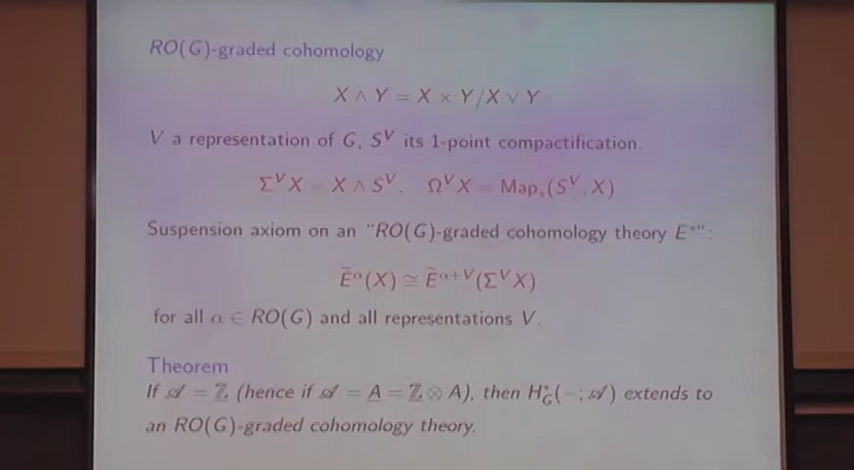 RO(G)-graded cohomology
X ∧ Y = X × Y/X ∨ Y
V a representation of G, S^V its 1-point compactification.
Σ^V X = X ∧ S^V, Ω^V X = Map_*(S^V, X)
Suspension axiom on an “RO(G)-graded cohomology theory E^*”:
Ẽ^α(X) ≅ Ẽ^{α+V}(Σ^V X)
for all α ∈ RO(G) and all representations V.
Theorem
If 𝒜 = ℤ̲ (hence if 𝒜 = A̲ = ℤ̲ ⊗ A), then H^*_G(−; 𝒜) extends to
an RO(G)-graded cohomology theory.